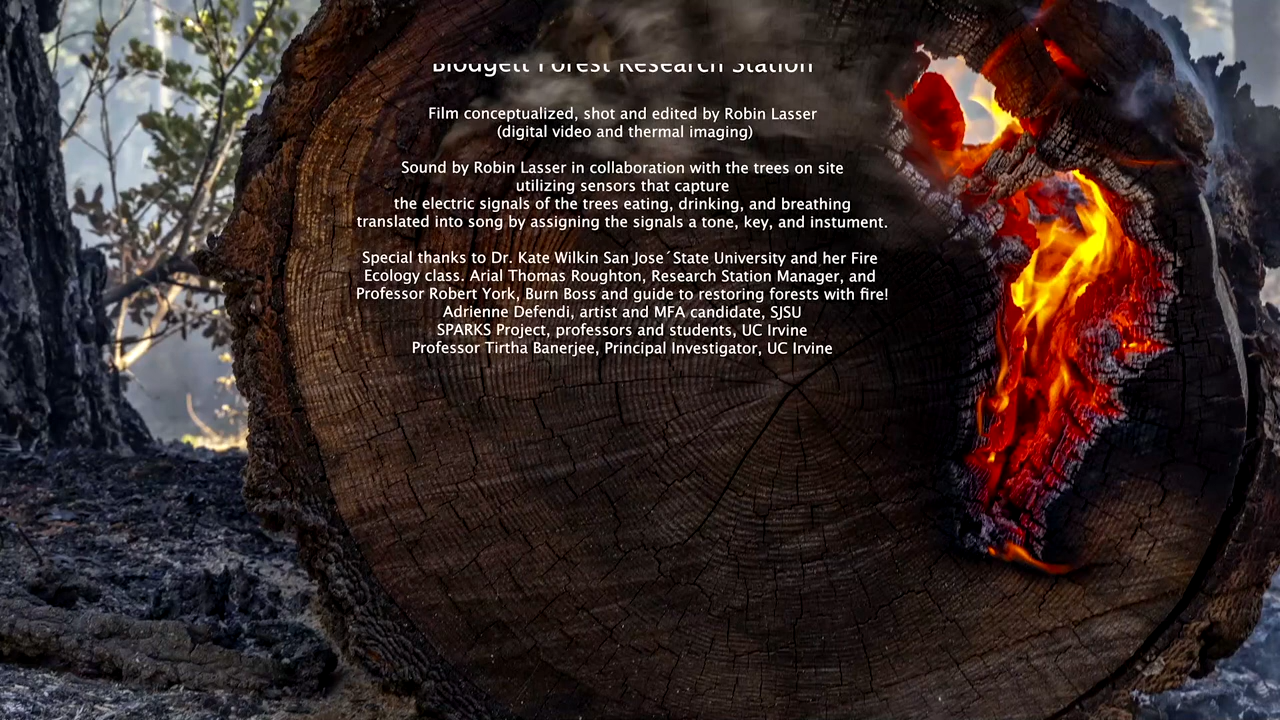 Blodgett Forest Research Station
Film conceptualized, shot and edited by Robin Lasser
(digital video and thermal imaging)
Sound by Robin Lasser in collaboration with the trees on site
utilizing sensors that capture
the electric signals of the trees eating, drinking, and breathing
translated into song by assigning the signals a tone, key, and instument.
Special thanks to Dr. Kate Wilkin San Jose´State University and her Fire
Ecology class. Arial Thomas Roughton, Research Station Manager, and
Professor Robert York, Burn Boss and guide to restoring forests with fire!
Adrienne Defendi, artist and MFA candidate, SJSU
SPARKS Project, professors and students, UC Irvine
Professor Tirtha Banerjee, Principal Investigator, UC Irvine